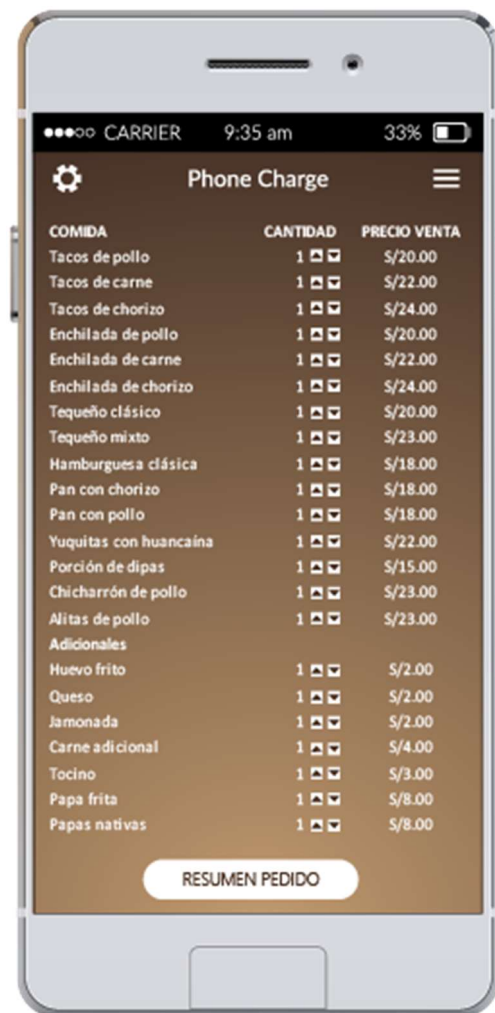 CARRIER 9:35 am 33%
Phone Charge
COMIDA CANTIDAD PRECIO VENTA
Tacos de pollo 1 S/20.00
Tacos de carne 1 S/22.00
Tacos de chorizo 1 S/24.00
Enchilada de pollo 1 S/20.00
Enchilada de carne 1 S/22.00
Enchilada de chorizo 1 S/24.00
Tequeño clásico 1 S/20.00
Tequeño mixto 1 S/23.00
Hamburguesa clásica 1 S/18.00
Pan con chorizo 1 S/18.00
Pan con pollo 1 S/18.00
Yuquitas con huancaína 1 S/22.00
Porción de dipas 1 S/15.00
Chicharrón de pollo 1 S/23.00
Alitas de pollo 1 S/23.00
Adicionales
Huevo frito 1 S/2.00
Queso 1 S/2.00
Jamonada 1 S/2.00
Carne adicional 1 S/4.00
Tocino 1 S/3.00
Papa frita 1 S/8.00
Papas nativas 1 S/8.00
RESUMEN PEDIDO